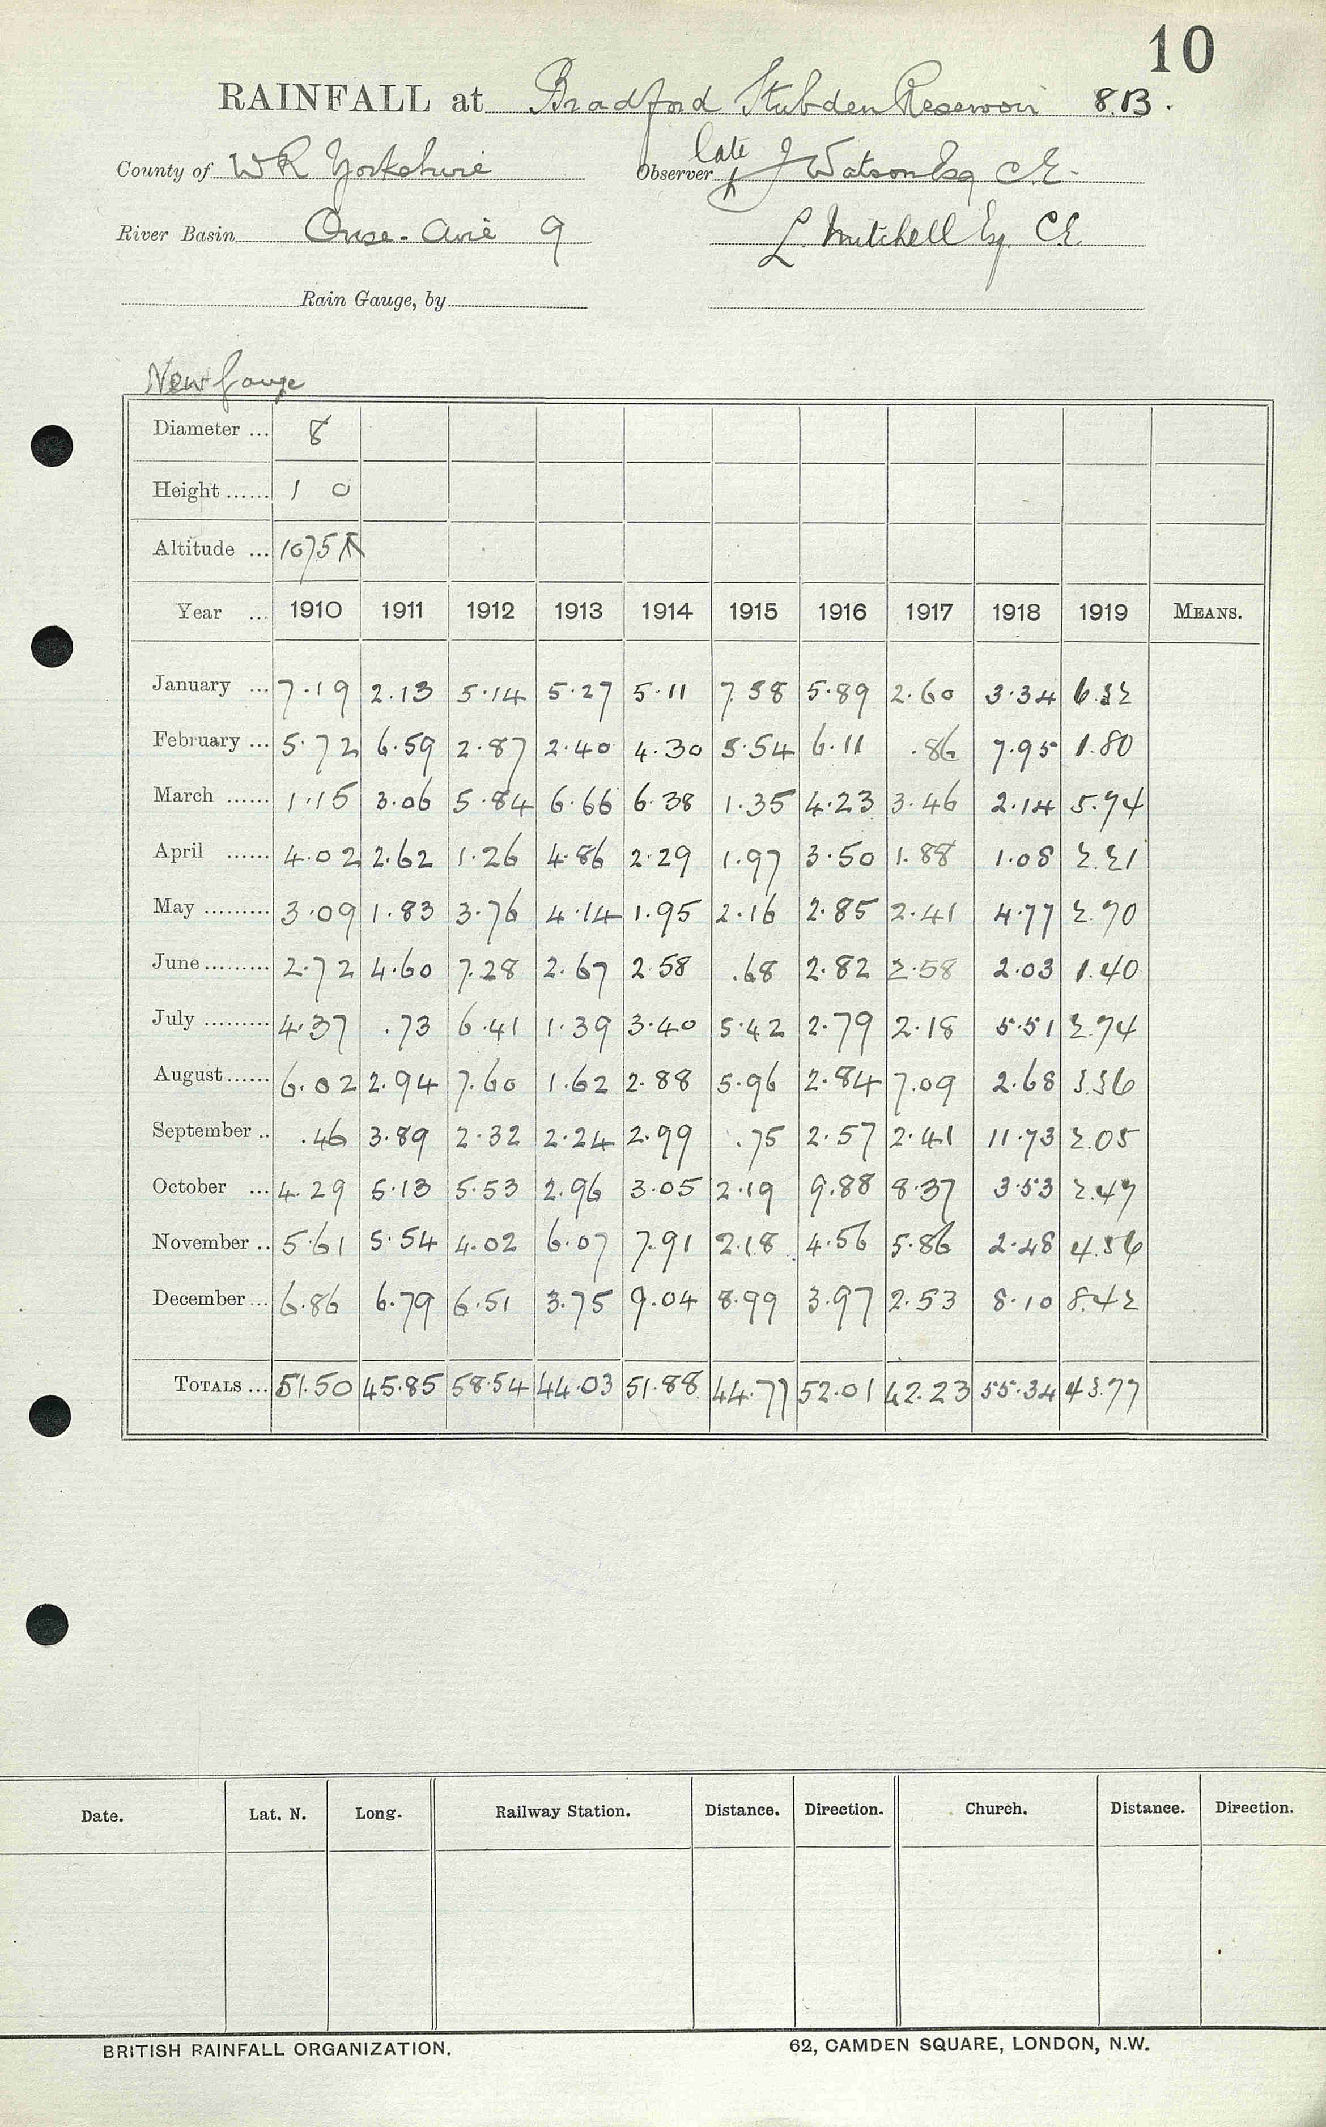 10
RAINFALL at Bradford Stubden Reservoir 8.B.
County of W R Yorkshire Observer late J Watson Esq C.E.
River Basin Ouse - Aire 9 L. Mitchell Esq C.E.
Rain Gauge, by
New Gauge
Diameter ... 8
Height ...... 1 0
Altitude ... 1075
Year ... 1910 1911 1912 1913 1914 1915 1916 1917 1918 1919 MEANS.
January ... 7.19 2.13 5.14 5.27 5.11 7.58 5.89 2.60 3.34 6.32
February ... 5.72 6.59 2.87 2.40 4.30 5.54 6.11 .86 7.95 1.80
March ...... 1.15 3.06 5.84 6.66 6.38 1.35 4.23 3.46 2.14 5.74
April ...... 4.02 2.62 1.26 4.86 2.29 1.97 3.50 1.88 1.08 2.21
May ......... 3.09 1.83 3.76 4.14 1.95 2.16 2.85 2.41 4.77 2.70
June ......... 2.72 4.60 7.28 2.67 2.58 .68 2.82 2.58 2.03 1.40
July ......... 4.37 .73 6.41 1.39 3.40 5.42 2.79 2.18 5.51 2.74
August ...... 6.02 2.94 7.60 1.62 2.88 5.96 2.84 7.09 2.68 3.36
September .. .46 3.89 2.32 2.24 2.99 .75 2.57 2.41 11.73 2.05
October ... 4.29 5.13 5.53 2.96 3.05 2.19 9.88 8.37 3.53 2.47
November .. 5.61 5.54 4.02 6.07 7.91 2.18 4.56 5.86 2.48 4.56
December ... 6.86 6.79 6.51 3.75 9.04 8.99 3.97 2.53 8.10 8.42
TOTALS ... 51.50 45.85 58.54 44.03 51.88 44.77 52.01 42.23 55.34 43.77
Date. Lat. N. Long. Railway Station. Distance. Direction. Church. Distance. Direction.
BRITISH RAINFALL ORGANIZATION. 62, CAMDEN SQUARE, LONDON, N.W.